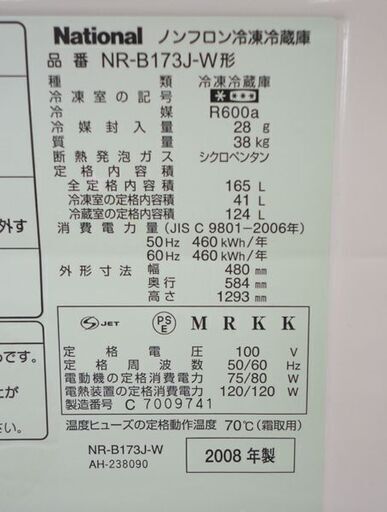 National ノンフロン冷凍冷蔵庫
品番 NR-B173J-W形
種類 冷凍冷蔵庫
冷凍室の記号 * ***
冷媒 R600a
冷媒封入量 28 g
質量 38 kg
断熱発泡ガス シクロペンタン
定格内容積
全定格内容積 165 L
冷凍室の定格内容積 41 L
冷蔵室の定格内容積 124 L
消費電力量(JIS C 9801-2006年)
50 Hz 460 kWh/年
60 Hz 460 kWh/年
外形寸法 幅 480 mm
奥行 584 mm
高さ 1293 mm
S JET PSE MRKK
定格電圧 100 V
定格周波数 50/60 Hz
電動機の定格消費電力 75/80 W
電熱装置の定格消費電力 120/120 W
製造番号 C 7009741
温度ヒューズの定格動作温度 70℃(霜取用)
NR-B173J-W
AH-238090
2008 年製
外す
です。
が
さい。